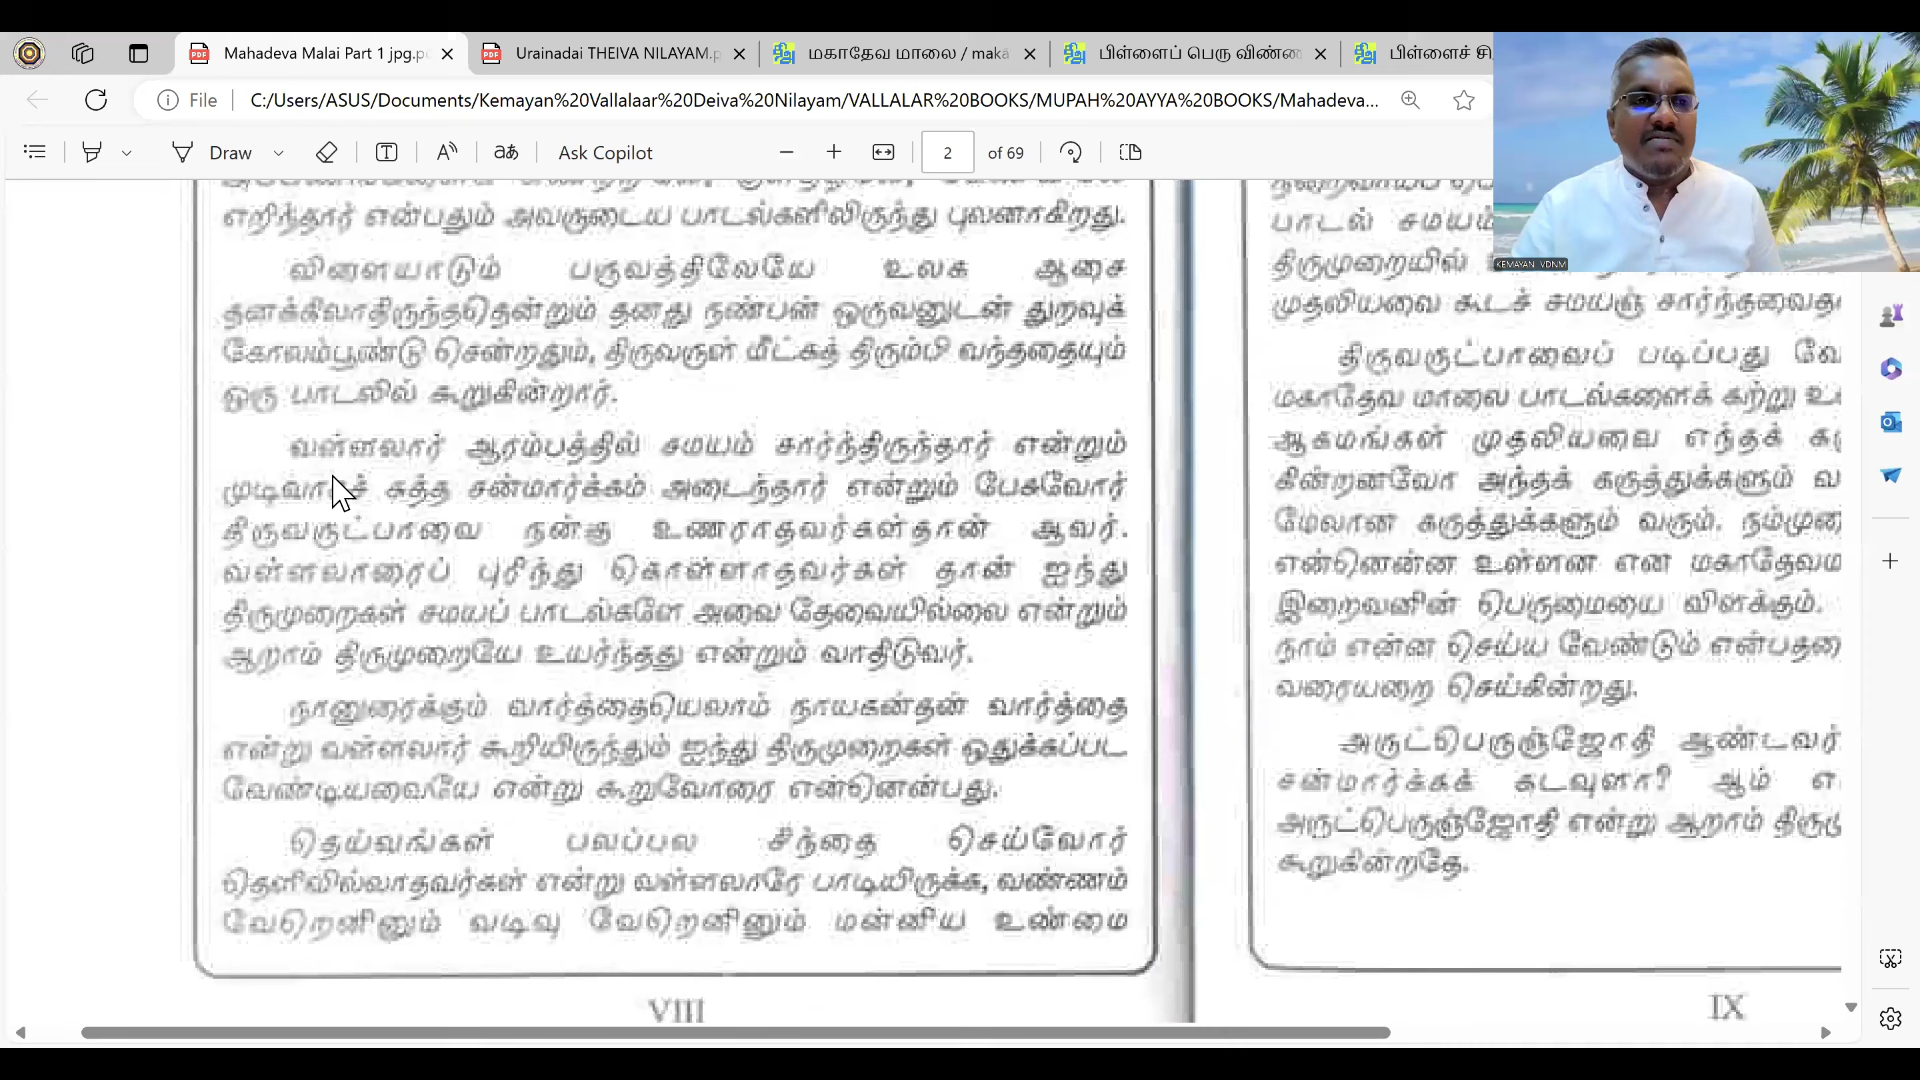 Mahadeva Malai Part 1 jpg.p
Urainadai THEIVA NILAYAM.p
மகாதேவ மாலை / makā
பிள்ளைப் பெரு விண்ண
பிள்ளைச் சி
File
C:/Users/ASUS/Documents/Kemayan%20Vallalaar%20Deiva%20Nilayam/VALLALAR%20BOOKS/MUPAH%20AYYA%20BOOKS/Mahadeva...
Draw
Ask Copilot
2
of 69
KEMAYAN VDNM
எறிந்தார் என்பதும் அவருடைய பாடல்களிலிருந்து புலனாகிறது.
விளையாடும் பருவத்திலேயே உலக ஆசை
தனக்கிலாதிருந்ததென்றும் தனது நண்பன் ஒருவனுடன் துறவுக்
கோலம்பூண்டு சென்றதும், திருவருள் மீட்கத் திரும்பி வந்ததையும்
ஒரு பாடலில் கூறுகின்றார்.
வள்ளலார் ஆரம்பத்தில் சமயம் சார்ந்திருந்தார் என்றும்
சுத்த சன்மார்க்கம் அடைந்தார் என்றும் பேசுவோர்
திருவருட்பாவை நன்கு உணராதவர்கள்தான் ஆவர்.
வள்ளலாரைப் புரிந்து கொள்ளாதவர்கள் தான் ஐந்து
திருமுறைகள் சமயப் பாடல்களே அவை தேவையில்லை என்றும்
ஆறாம் திருமுறையே உயர்ந்தது என்றும் வாதிடுவர்.
நானுரைக்கும் வார்த்தையெலாம் நாயகன்தன் வார்த்தை
என்று வள்ளலார் கூறியிருந்தும் ஐந்து திருமுறைகள் ஒதுக்கப்பட
வேண்டியவையே என்று கூறுவோரை என்னென்பது.
தெய்வங்கள் பலப்பல சிந்தை செய்வோர்
தெளிவில்லாதவர்கள் என்று வள்ளலாரே பாடியிருக்க, வண்ணம்
வேறெனினும் வடிவு வேறெனினும் மன்னிய உண்மை
VIII
பாடல் சமயம்
திருமுறையில்
முதலியவை கூடச் சமயஞ் சார்ந்தவைதா
திருவருட்பாவைப் படிப்பது வே
மகாதேவ மாலை பாடல்களைக் கற்று உ
ஆகமங்கள் முதலியவை எந்தக் க
கின்றனவோ அந்தக் கருத்துக்களும் வ
மேலான கருத்துக்களும் வரும். நம்மு
என்னென்ன உள்ளன என மகாதேவம
இறைவனின் பெருமையை விளக்கும்.
நாம் என்ன செய்ய வேண்டும் என்பதை
வரையறை செய்கின்றது.
அருட்பெருஞ்ஜோதி ஆண்டவர்
சன்மார்க்கக் கடவுளா? ஆம் எ
அருட்பெருஞ்ஜோதி என்று ஆறாம் திரு
கூறுகின்றதே.
IX